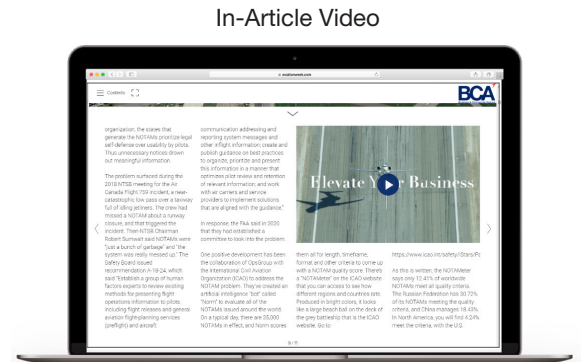 In-Article Video
aviationweek.com
Contents
BCA
organization, the states that
generate the NOTAMs prioritize legal
self-defense over usability by pilots.
Thus unnecessary notices drown
out meaningful information.
The problem surfaced during the
2018 NTSB meeting for the Air
Canada Flight 759 incident, a near-
catastrophic low pass over a taxiway
full of idling jetliners. The crew had
missed a NOTAM about a runway
closure, and that triggered the
incident. Then-NTSB Chairman
Robert Sumwalt said NOTAMs were
"just a bunch of garbage" and "the
system was really messed up." The
Safety Board issued
recommendation A-18-24, which
said "Establish a group of human
factors experts to review existing
methods for presenting flight
operations information to pilots,
including flight releases and general
aviation flight-planning services
(preflight) and aircraft
communication addressing and
reporting system messages and
other inflight information; create and
publish guidance on best practices
to organize, prioritize and present
this information in a manner that
optimizes pilot review and retention
of relevant information; and work
with air carriers and service
providers to implement solutions
that are aligned with the guidance."
In response, the FAA said in 2020
that they had established a
committee to look into the problem.
One positive development has been
the collaboration of OpsGroup with
the International Civil Aviation
Organization (ICAO) to address the
NOTAM problem. They've created an
artificial intelligence "bot" called
"Norm" to evaluate all of the
NOTAMs issued around the world.
On a typical day, there are 35,000
NOTAMs in effect, and Norm scores
Elevate Your Business
them all for length, timeframe,
format and other criteria to come up
with a NOTAM quality score. There's
a "NOTAMeter" on the ICAO website
that you can access to see how
different regions and countries rate.
Produced in bright colors, it looks
like a large beach ball on the deck of
the grey battleship that is the ICAO
website. Go to:
https://www.icao.int/safety/iStars/Pa
As this is written, the NOTAMeter
says only 12.41% of worldwide
NOTAMs meet all quality criteria.
The Russian Federation has 30.72%
of its NOTAMs meeting the quality
criteria, and China manages 18.43%.
In North America, you will find 4.24%
meet the criteria, with the U.S.